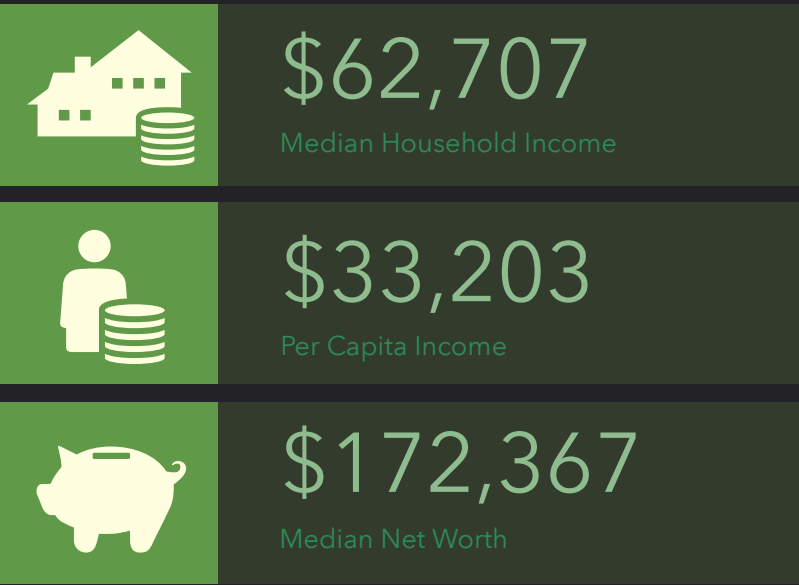 $62,707
Median Household Income
$33,203
Per Capita Income
$172,367
Median Net Worth